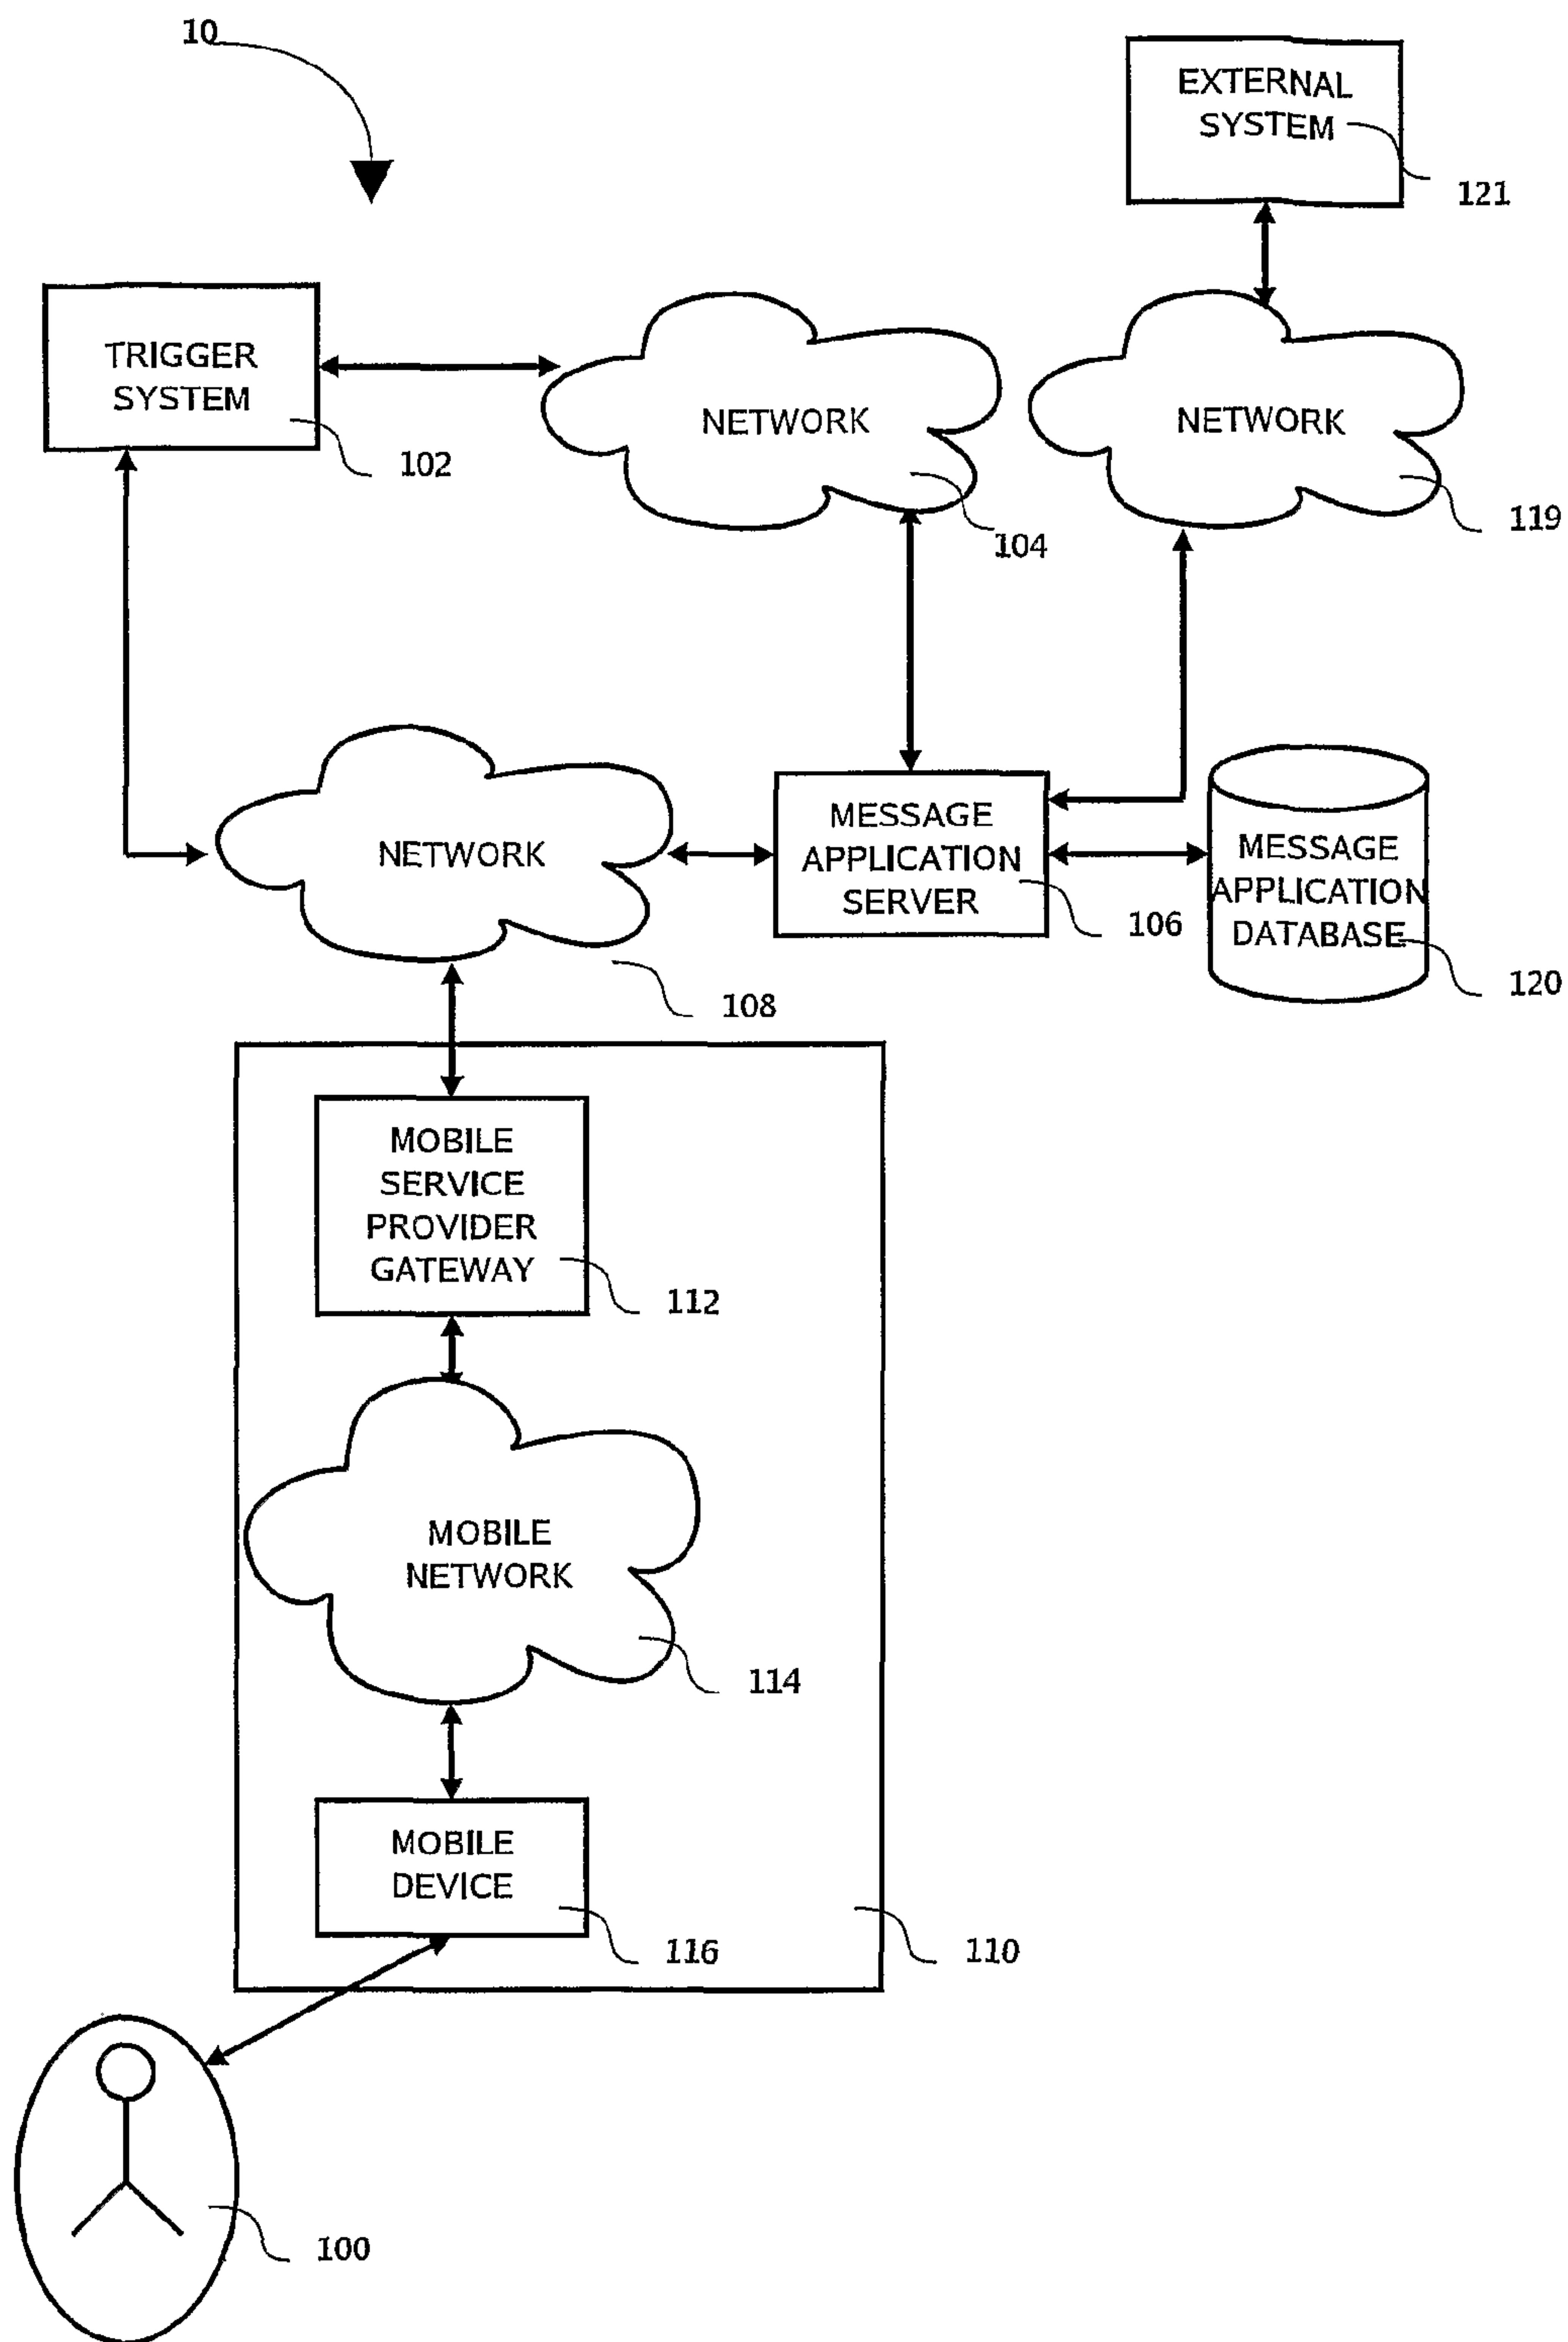 10
EXTERNAL
SYSTEM
121
TRIGGER
SYSTEM
102
NETWORK
104
NETWORK
119
NETWORK
108
MESSAGE
APPLICATION
SERVER
106
MESSAGE
APPLICATION
DATABASE
120
MOBILE
SERVICE
PROVIDER
GATEWAY
112
MOBILE
NETWORK
114
MOBILE
DEVICE
116
110
100